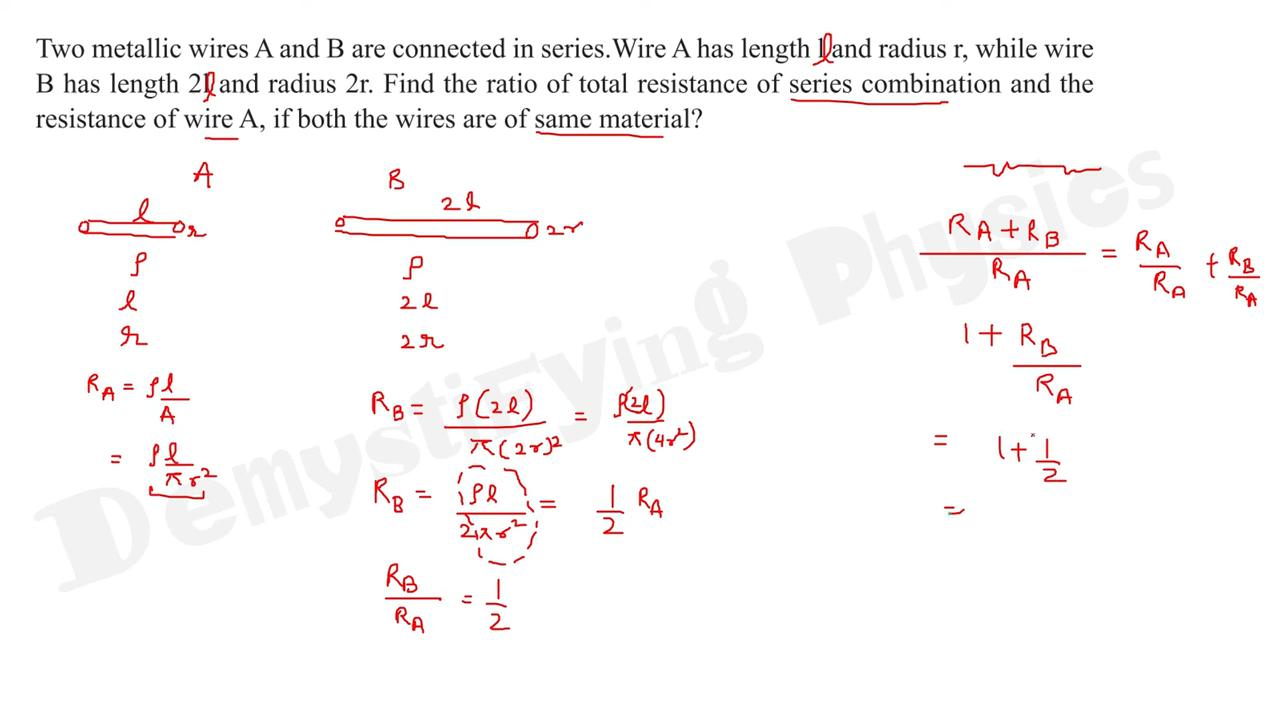 Two metallic wires A and B are connected in series.Wire A has length l and radius r, while wire
B has length 2l and radius 2r. Find the ratio of total resistance of series combination and the
resistance of wire A, if both the wires are of same material?
A
l
r
ρ
l
r
R_A = ρl/A
= ρl/πr²
B
2l
2r
ρ
2l
2r
R_B = ρ(2l)/π(2r)² = ρ(2l)/π(4r²)
R_B = ρl/2πr² = 1/2 R_A
R_B/R_A = 1/2
(R_A + R_B)/R_A = R_A/R_A + R_B/R_A
1 + R_B/R_A
= 1 + 1/2
=
DemystiFying Physics